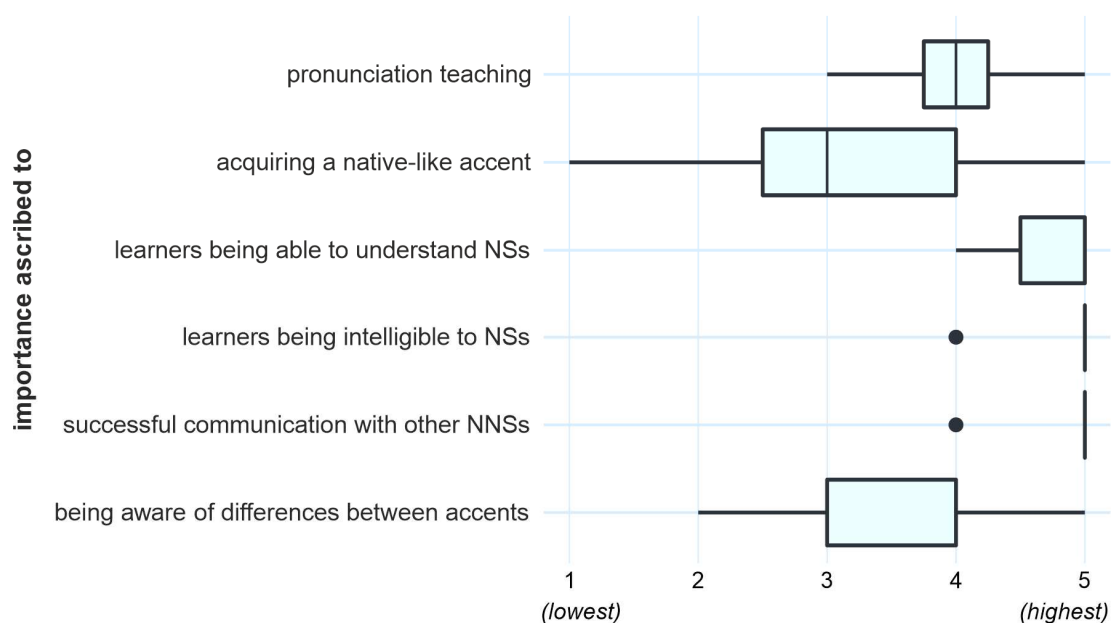 importance ascribed to
pronunciation teaching
acquiring a native-like accent
learners being able to understand NSs
learners being intelligible to NSs
successful communication with other NNSs
being aware of differences between accents
1 2 3 4 5
(lowest) (highest)